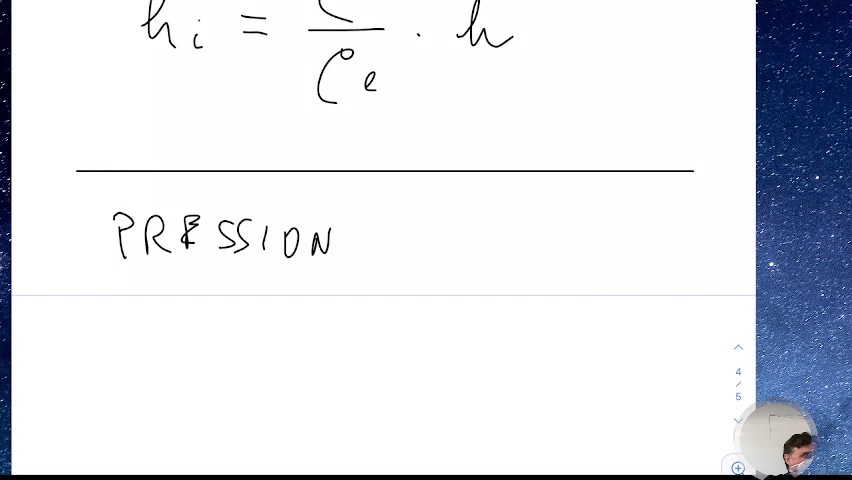 hi = ρ / ρe · h
PRESSION
4
/
5